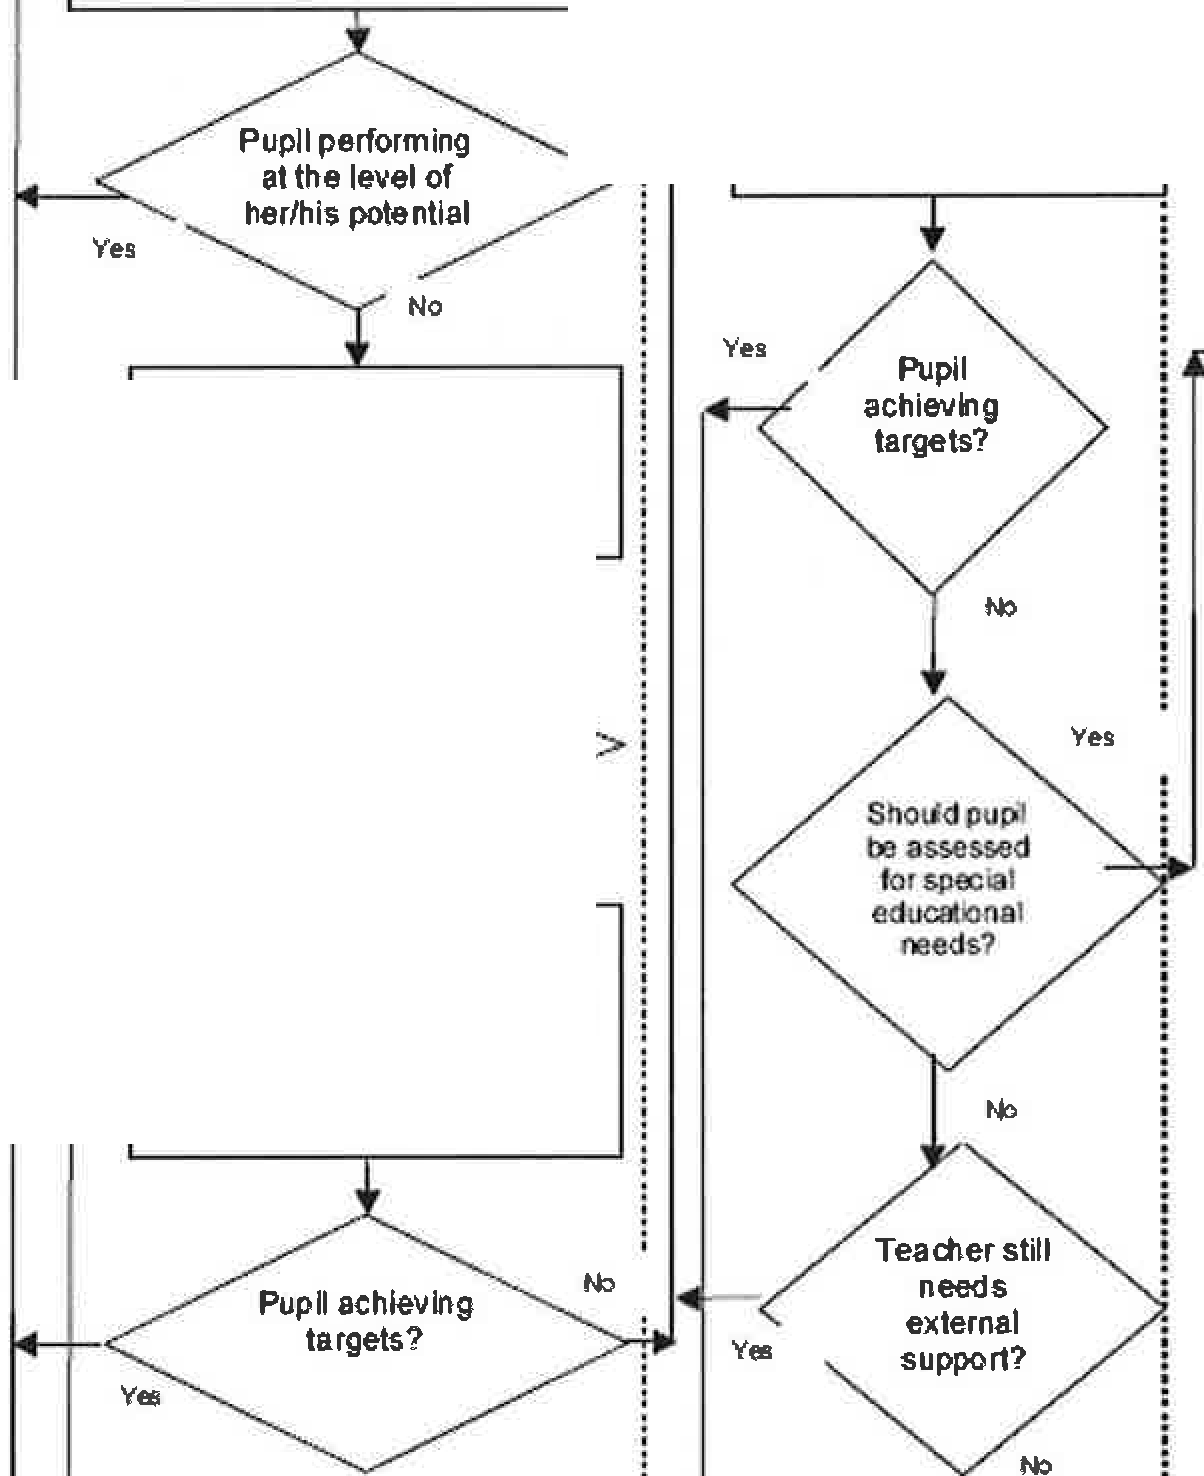 Pupil performing
at the level of
her/his potential
Yes
No
Yes
Pupil
achieving
targets?
No
Yes
Should pupil
be assessed
for special
educational
needs?
No
No
Pupil achieving
targets?
Yes
Teacher still
needs
external
support?
Yes
No